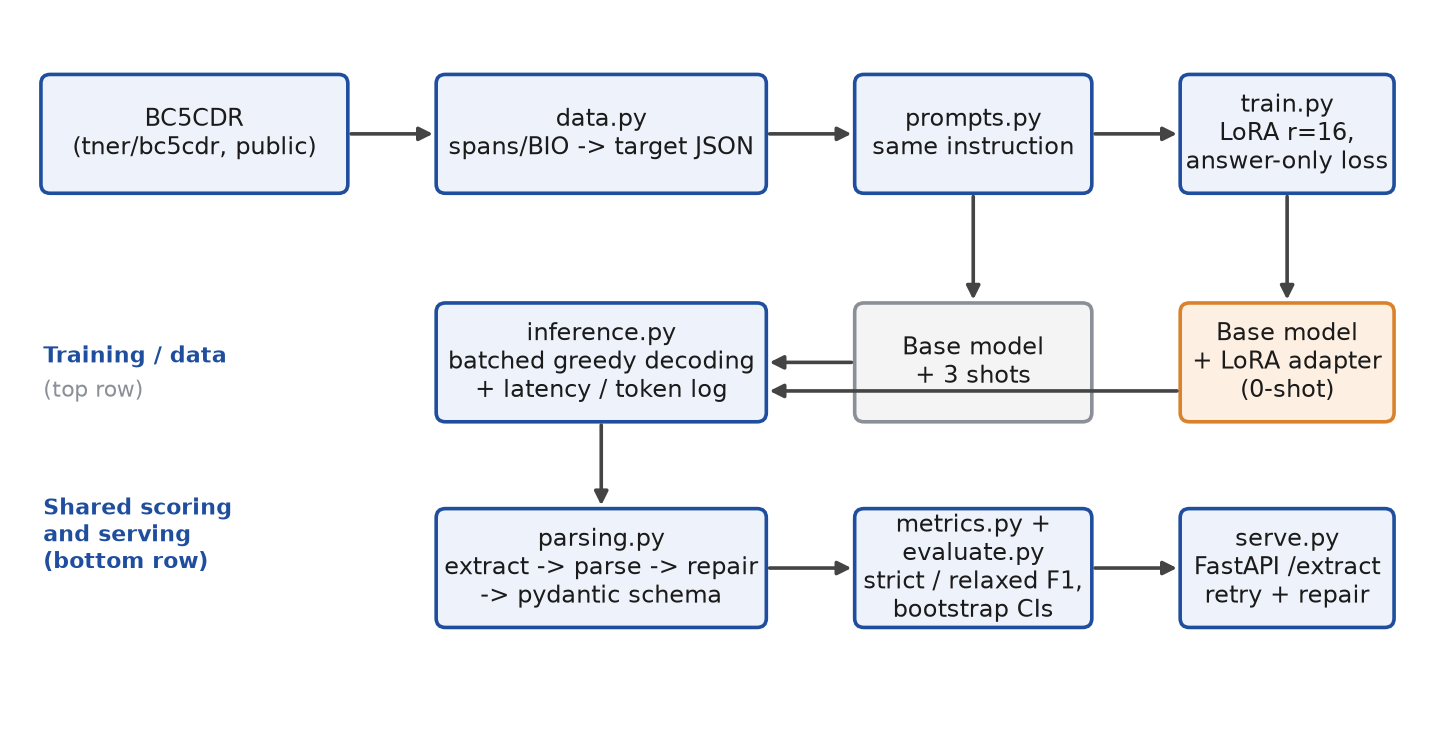 BC5CDR
(tner/bc5cdr, public)
data.py
spans/BIO -> target JSON
prompts.py
same instruction
train.py
LoRA r=16,
answer-only loss
Training / data
(top row)
inference.py
batched greedy decoding
+ latency / token log
Base model
+ 3 shots
Base model
+ LoRA adapter
(0-shot)
Shared scoring
and serving
(bottom row)
parsing.py
extract -> parse -> repair
-> pydantic schema
metrics.py +
evaluate.py
strict / relaxed F1,
bootstrap CIs
serve.py
FastAPI /extract
retry + repair